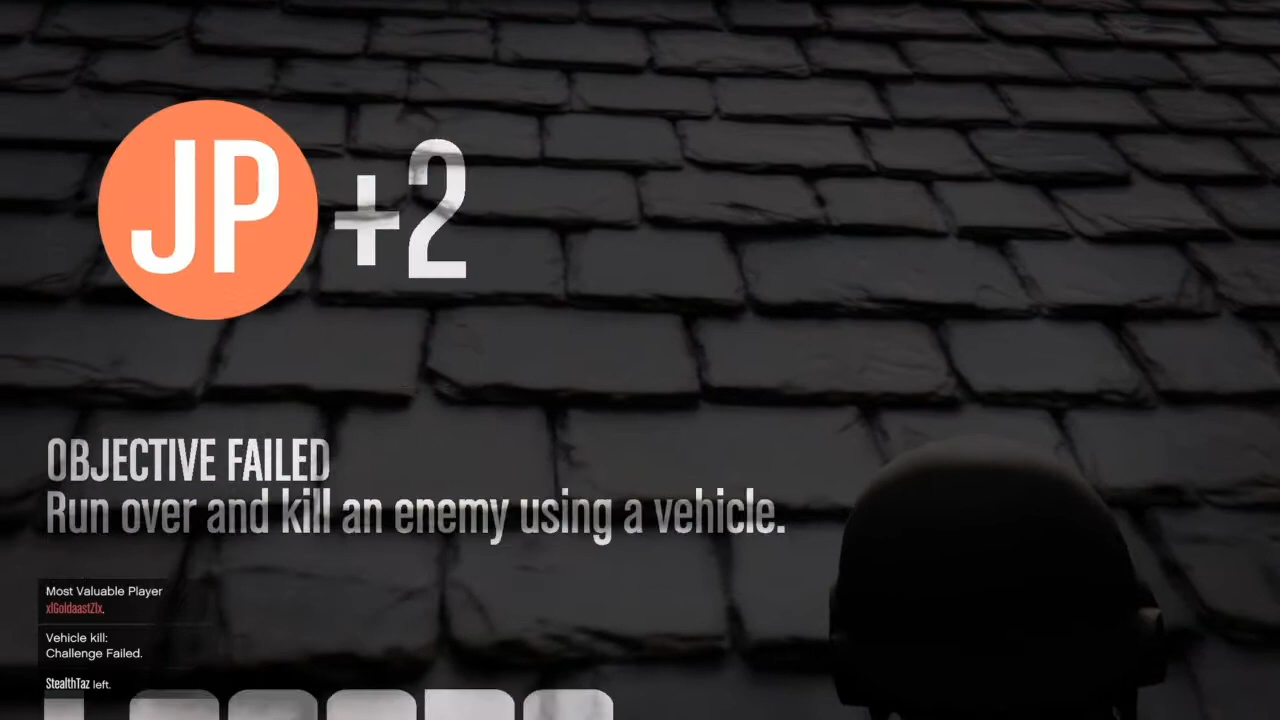 JP +2
OBJECTIVE FAILED
Run over and kill an enemy using a vehicle.
Most Valuable Player
xlGoldaastZlx.
Vehicle kill:
Challenge Failed.
StealthTaz left.